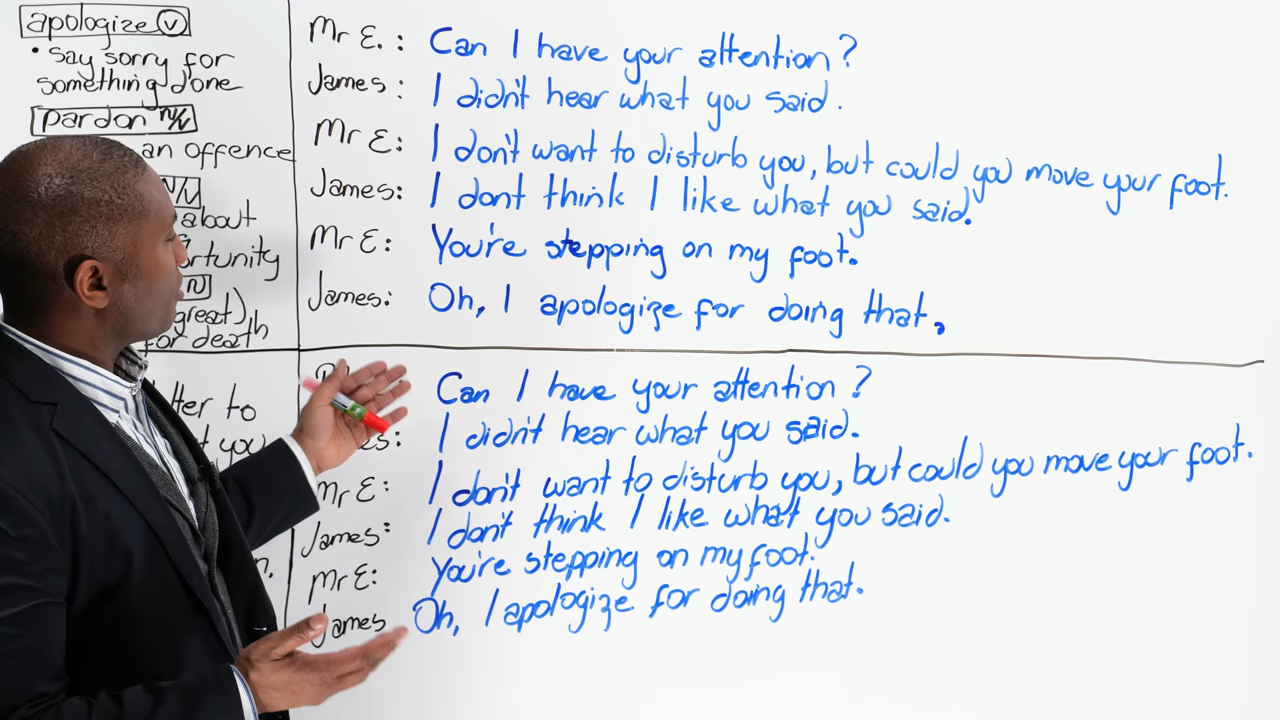 apologize v
• say sorry for
something done
pardon n/v
an offence
N
about
rtunity
N
great)
or death
tter to
t you
n.
Mr E. : Can I have your attention?
James : I didn't hear what you said.
Mr E: I don't want to disturb you, but could you move your foot.
James: I dont think I like what you said.
Mr E: You're stepping on my foot.
James: Oh, I apologize for doing that.
Can I have your attention?
es: I didn't hear what you said.
Mr E: I don't want to disturb you, but could you move your foot.
James: I don't think I like what you said.
Mr E: You're stepping on my foot.
James Oh, I apologize for doing that.